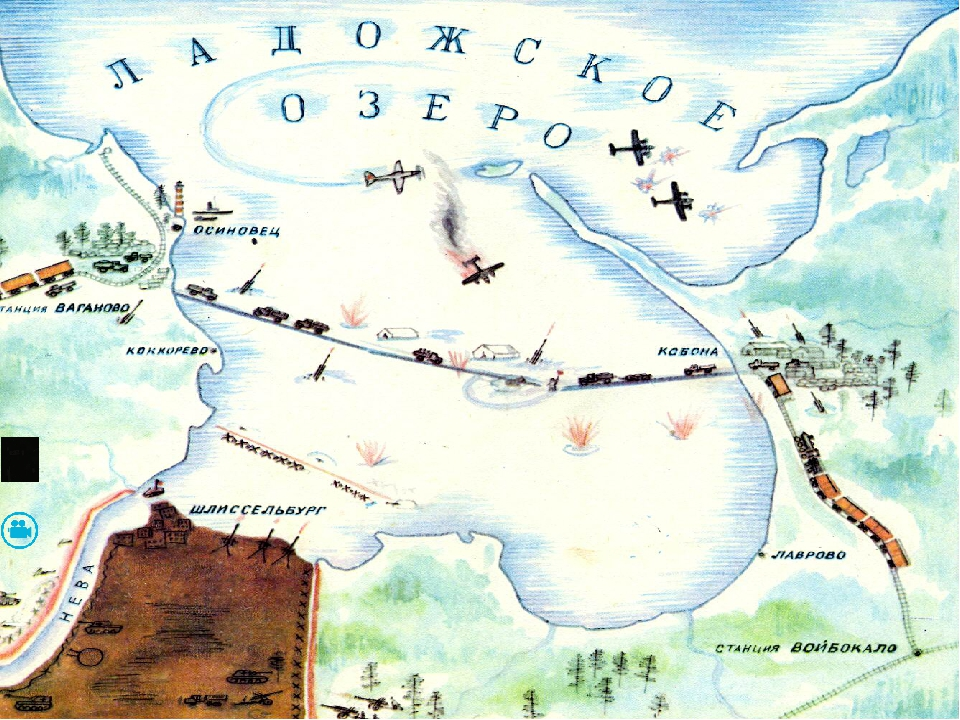 ЛАДОЖСКОЕ
ОЗЕРО
ОСИНОВЕЦ
СТАНЦИЯ ВАГАНОВО
КОККОРЕВО
КОБОНА
ШЛИССЕЛЬБУРГ
НЕВА
ЛАВРОВО
СТАНЦИЯ ВОЙБОКАЛО